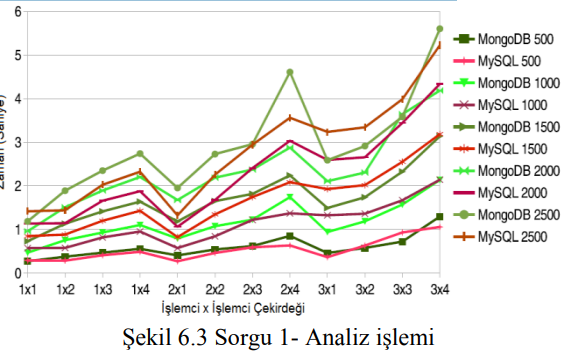 6
5
4
3
2
1
0
Zaman (Saniye)
1x1 1x2 1x3 1x4 2x1 2x2 2x3 2x4 3x1 3x2 3x3 3x4
İşlemci x İşlemci Çekirdeği
MongoDB 500
MySQL 500
MongoDB 1000
MySQL 1000
MongoDB 1500
MySQL 1500
MongoDB 2000
MySQL 2000
MongoDB 2500
MySQL 2500
Şekil 6.3 Sorgu 1- Analiz işlemi